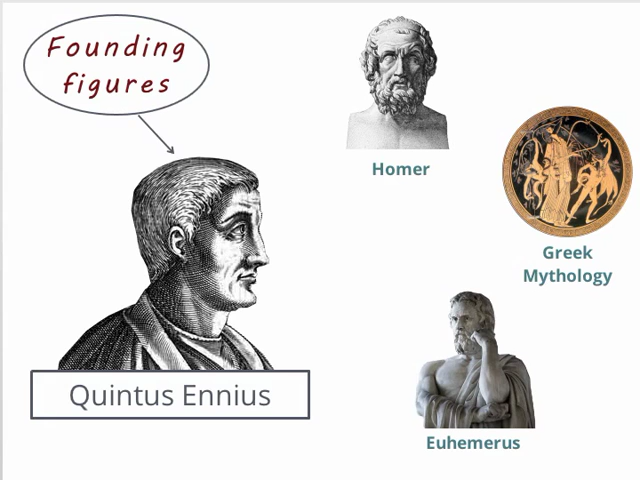 Founding
figures
Homer
Greek
Mythology
Quintus Ennius
Euhemerus